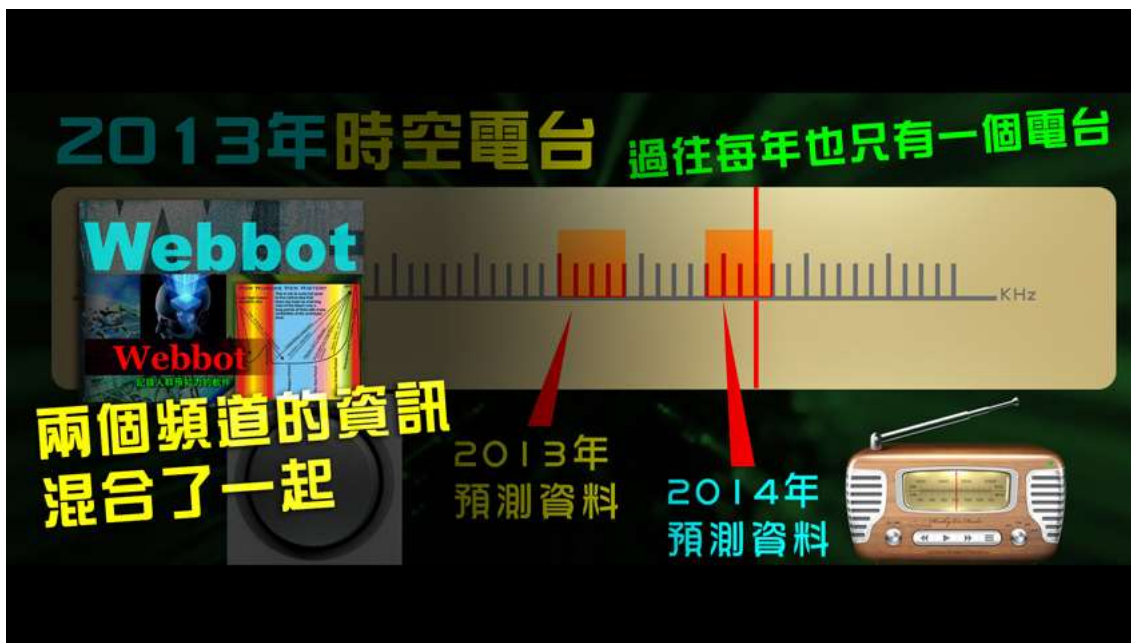 2013年時空電台
過往每年也只有一個電台
Webbot
Webbot
KHz
兩個頻道的資訊
混合了一起
2013年
預測資料
2014年
預測資料